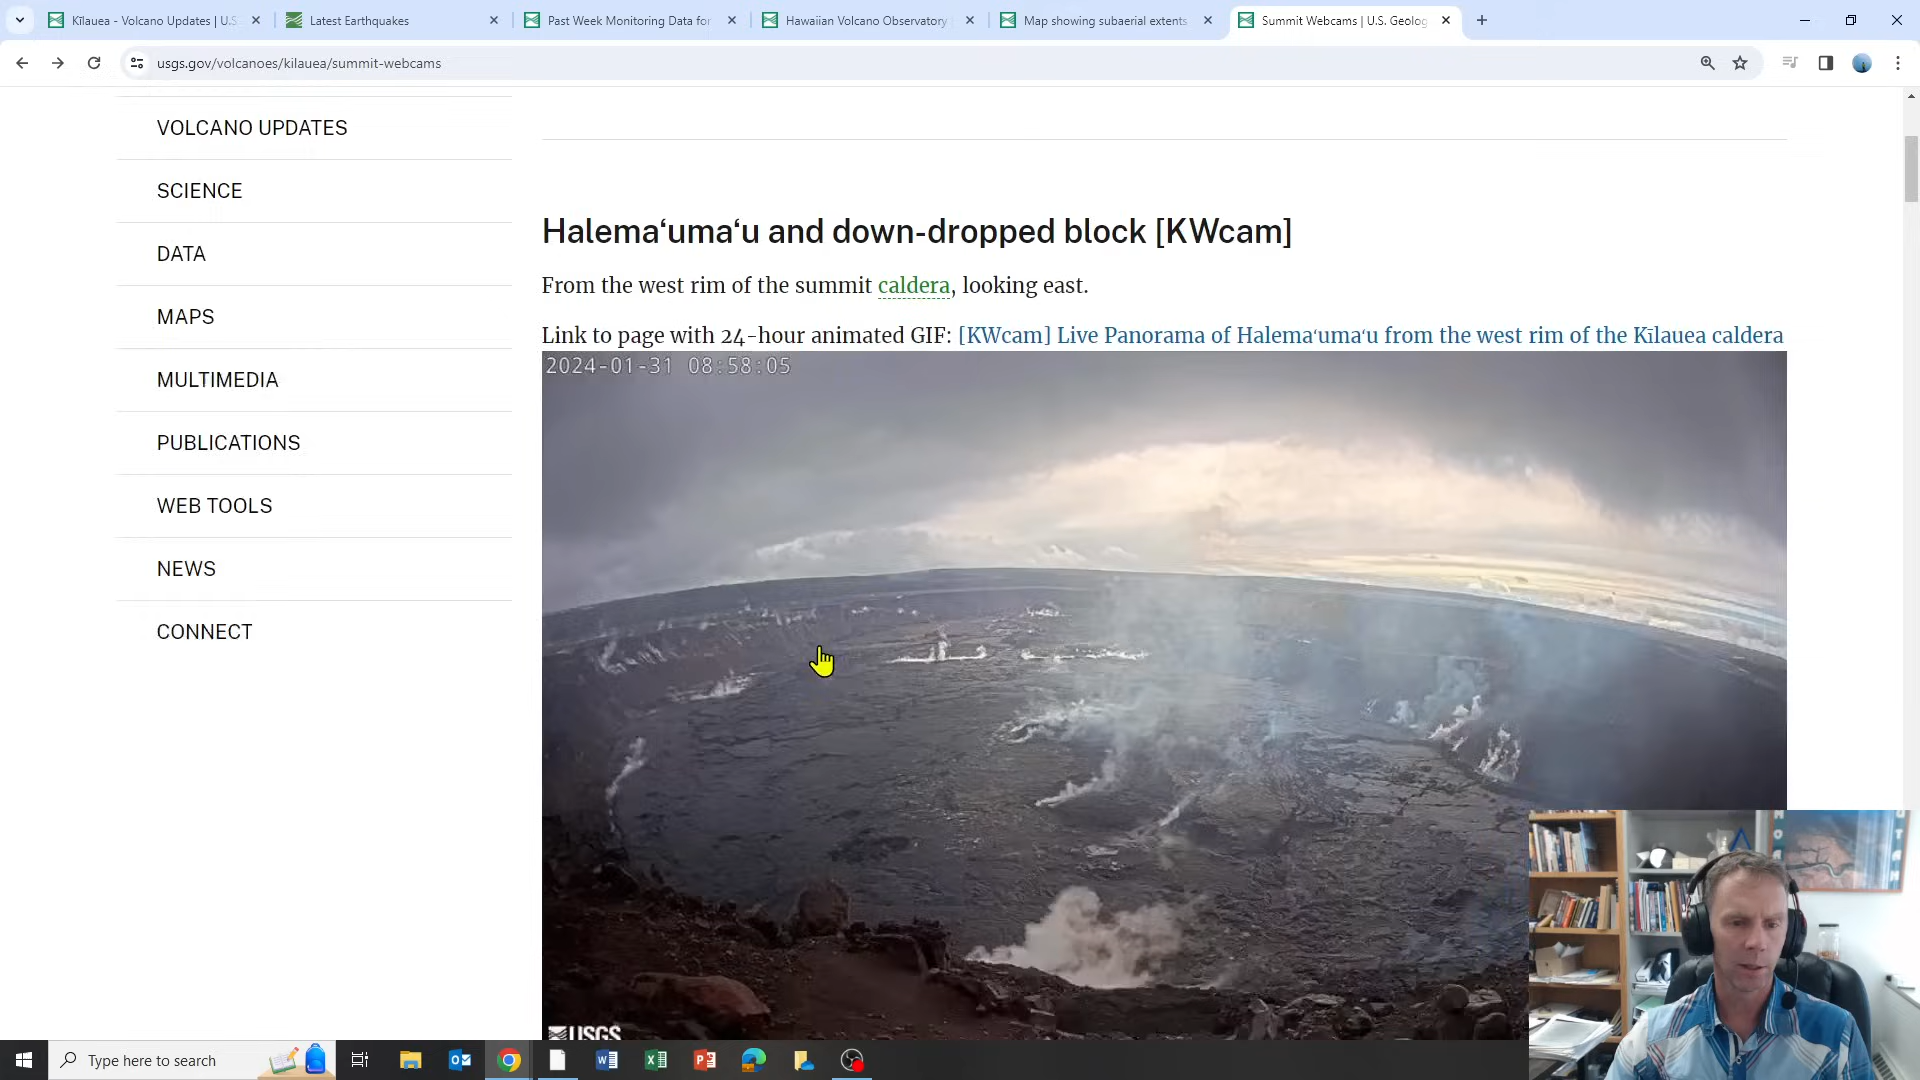 Kīlauea - Volcano Updates | U.S.
Latest Earthquakes
Past Week Monitoring Data for
Hawaiian Volcano Observatory
Map showing subaerial extents
Summit Webcams | U.S. Geolog
usgs.gov/volcanoes/kilauea/summit-webcams
VOLCANO UPDATES
SCIENCE
DATA
MAPS
MULTIMEDIA
PUBLICATIONS
WEB TOOLS
NEWS
CONNECT
Halemaʻumaʻu and down-dropped block [KWcam]
From the west rim of the summit caldera, looking east.
Link to page with 24-hour animated GIF: [KWcam] Live Panorama of Halemaʻumaʻu from the west rim of the Kīlauea caldera
2024-01-31 08:58:05
USGS
Type here to search